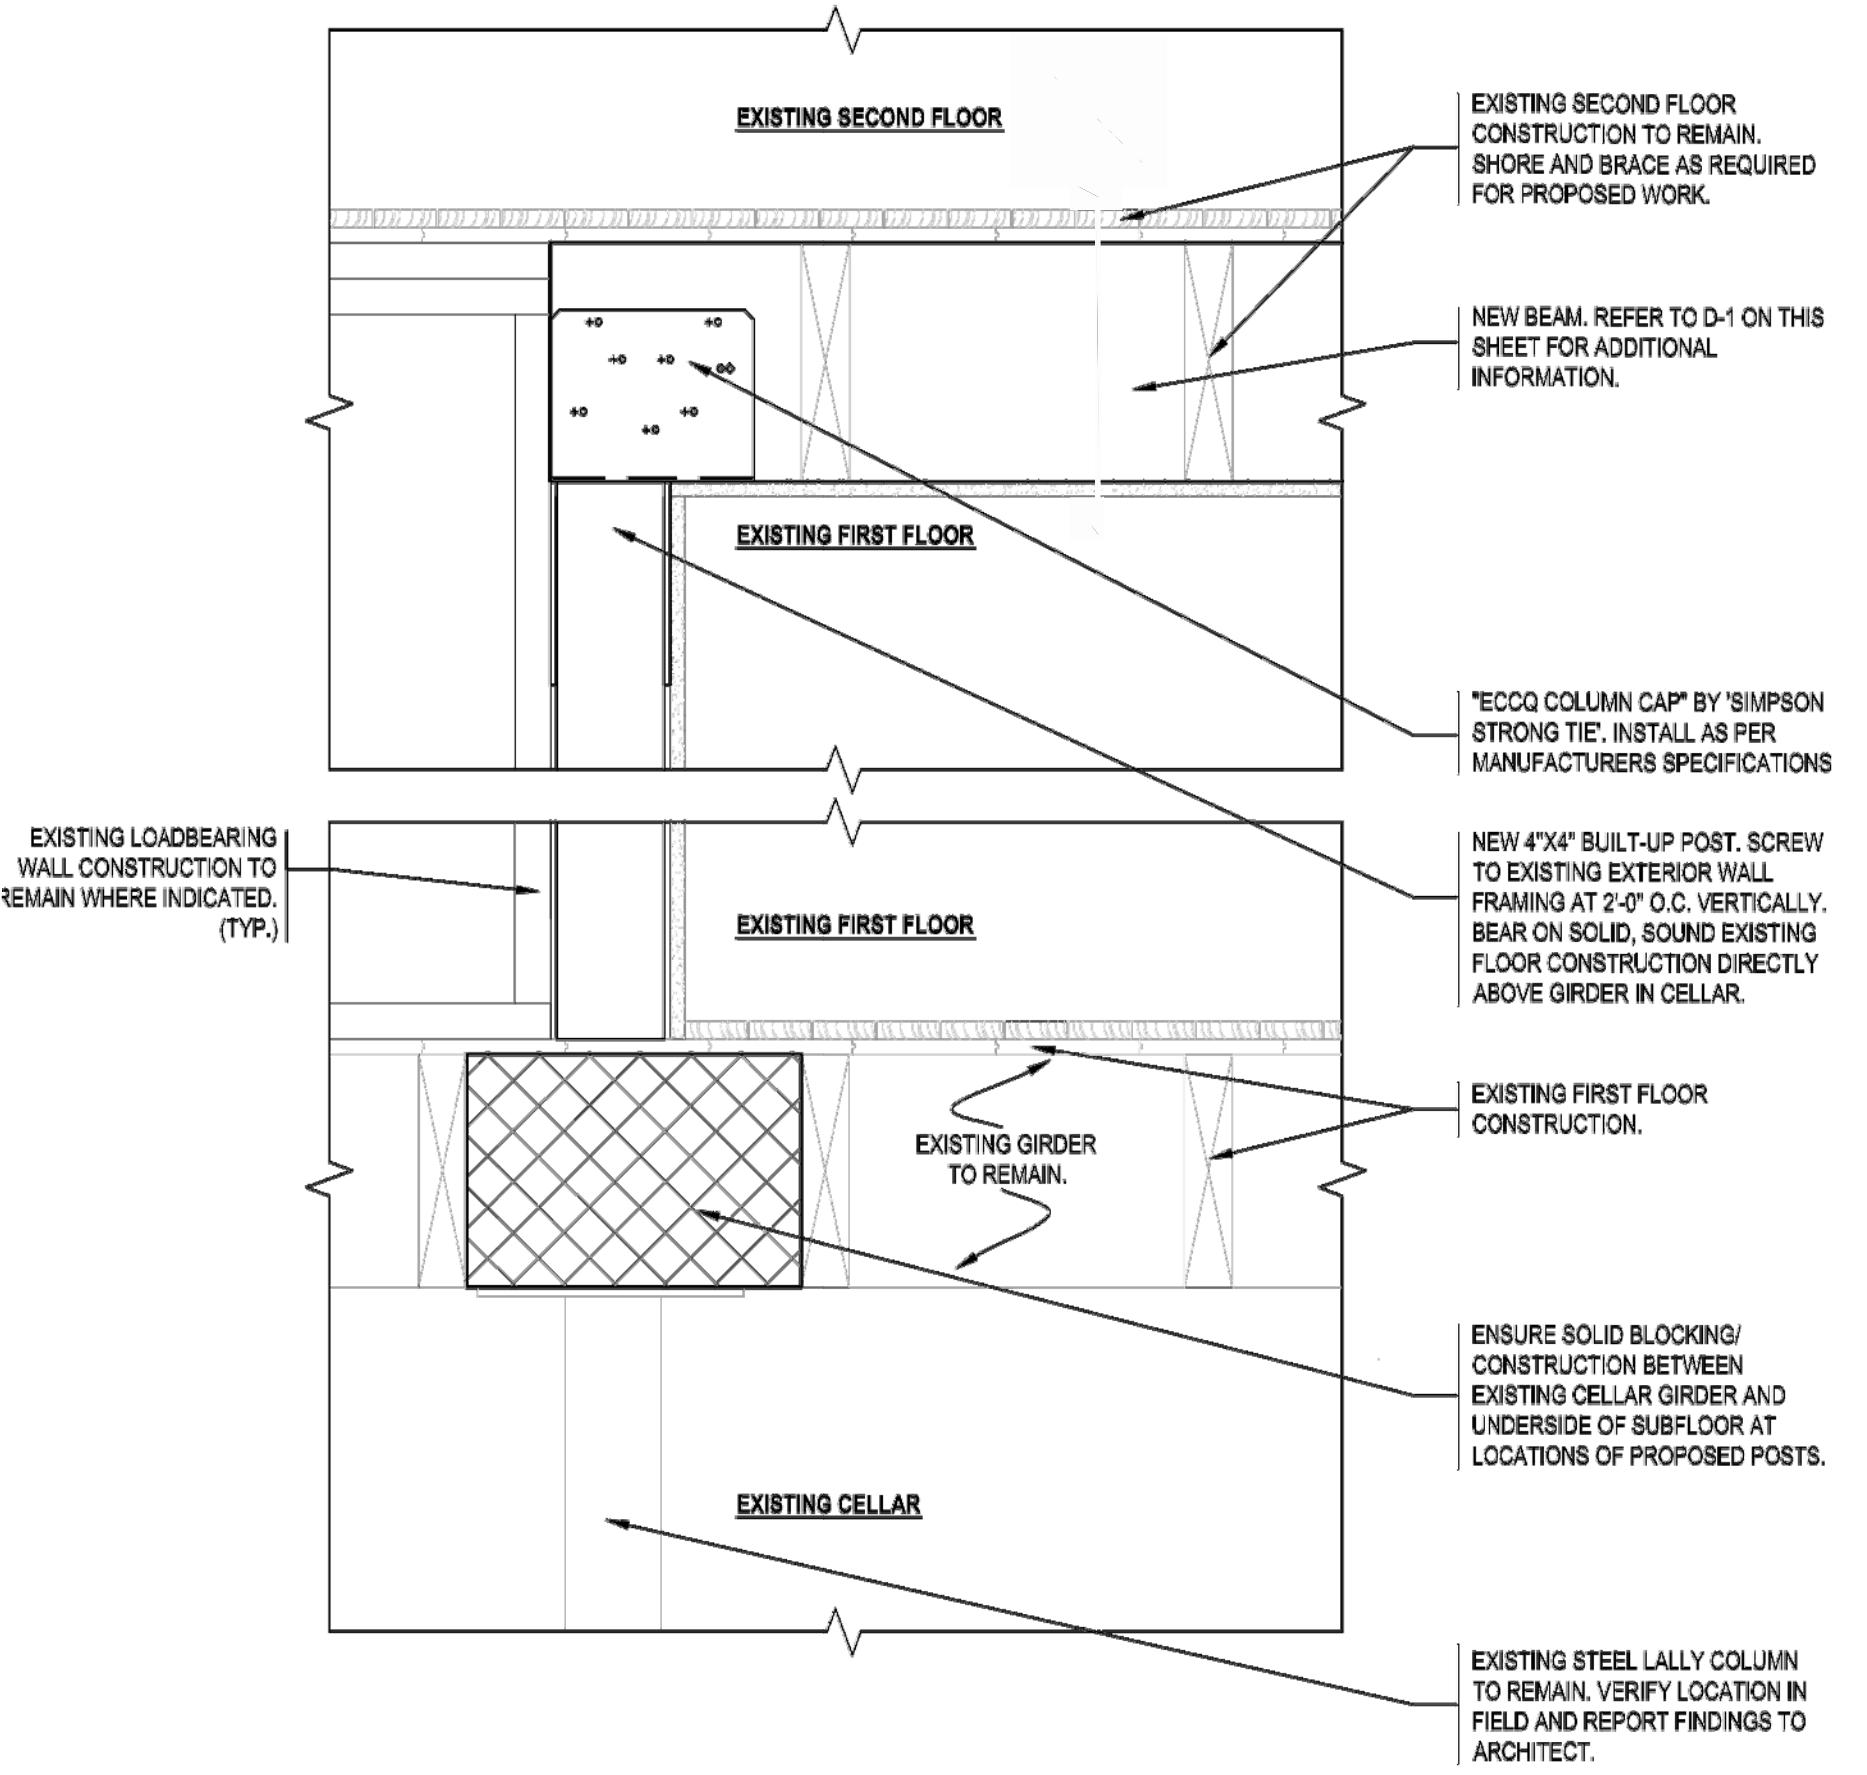 EXISTING SECOND FLOOR
EXISTING SECOND FLOOR
CONSTRUCTION TO REMAIN.
SHORE AND BRACE AS REQUIRED
FOR PROPOSED WORK.
NEW BEAM. REFER TO D-1 ON THIS
SHEET FOR ADDITIONAL
INFORMATION.
EXISTING FIRST FLOOR
"ECCQ COLUMN CAP" BY 'SIMPSON
STRONG TIE'. INSTALL AS PER
MANUFACTURERS SPECIFICATIONS
EXISTING LOADBEARING
WALL CONSTRUCTION TO
REMAIN WHERE INDICATED.
(TYP.)
EXISTING FIRST FLOOR
NEW 4"X4" BUILT-UP POST. SCREW
TO EXISTING EXTERIOR WALL
FRAMING AT 2'-0" O.C. VERTICALLY.
BEAR ON SOLID, SOUND EXISTING
FLOOR CONSTRUCTION DIRECTLY
ABOVE GIRDER IN CELLAR.
EXISTING GIRDER
TO REMAIN.
EXISTING FIRST FLOOR
CONSTRUCTION.
ENSURE SOLID BLOCKING/
CONSTRUCTION BETWEEN
EXISTING CELLAR GIRDER AND
UNDERSIDE OF SUBFLOOR AT
LOCATIONS OF PROPOSED POSTS.
EXISTING CELLAR
EXISTING STEEL LALLY COLUMN
TO REMAIN. VERIFY LOCATION IN
FIELD AND REPORT FINDINGS TO
ARCHITECT.